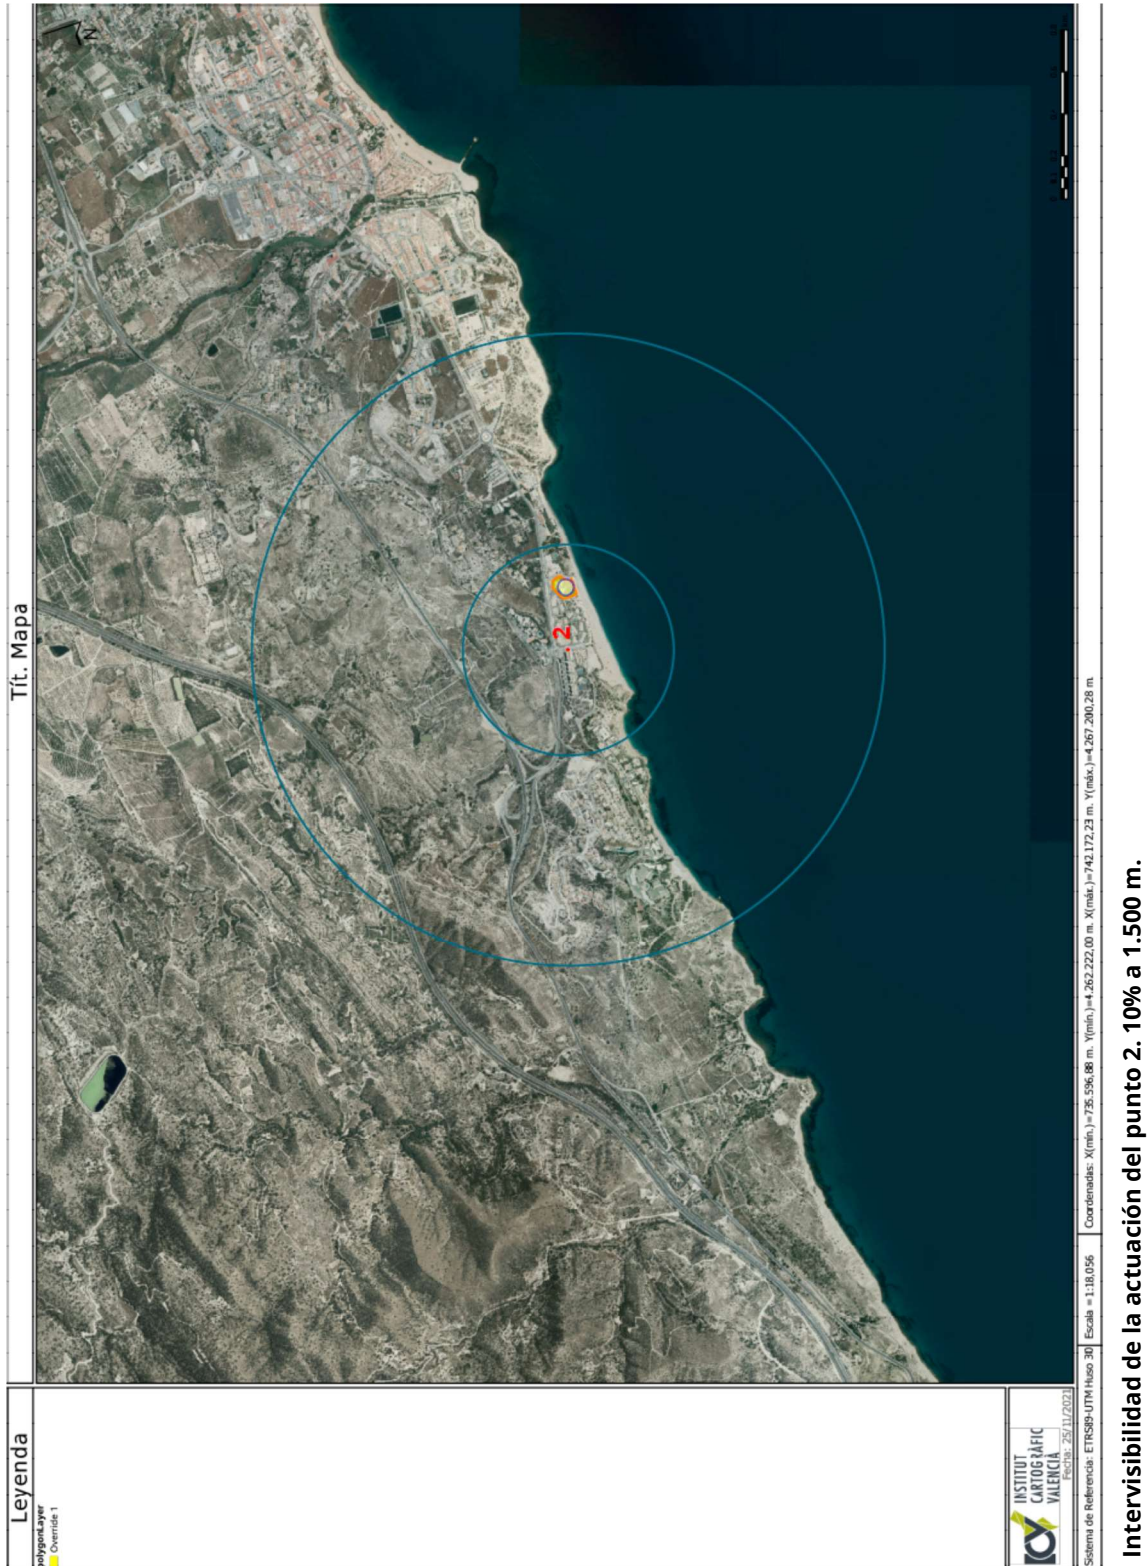 Tít. Mapa
N
Leyenda
polygonLayer
Override 1
2
INSTITUT
CARTOGRÀFIC
VALENCIÀ
Fecha: 25/11/2021
Sistema de Referencia: ETRS89-UTM Huso 30
Escala = 1:18,056
Coordenadas: X(mín.)=735.596,88 m. Y(mín.)=4.262.222,00 m. X(máx.)=742.172,23 m. Y(máx.)=4.267.200,28 m.
Intervisibilidad de la actuación del punto 2. 10% a 1.500 m.